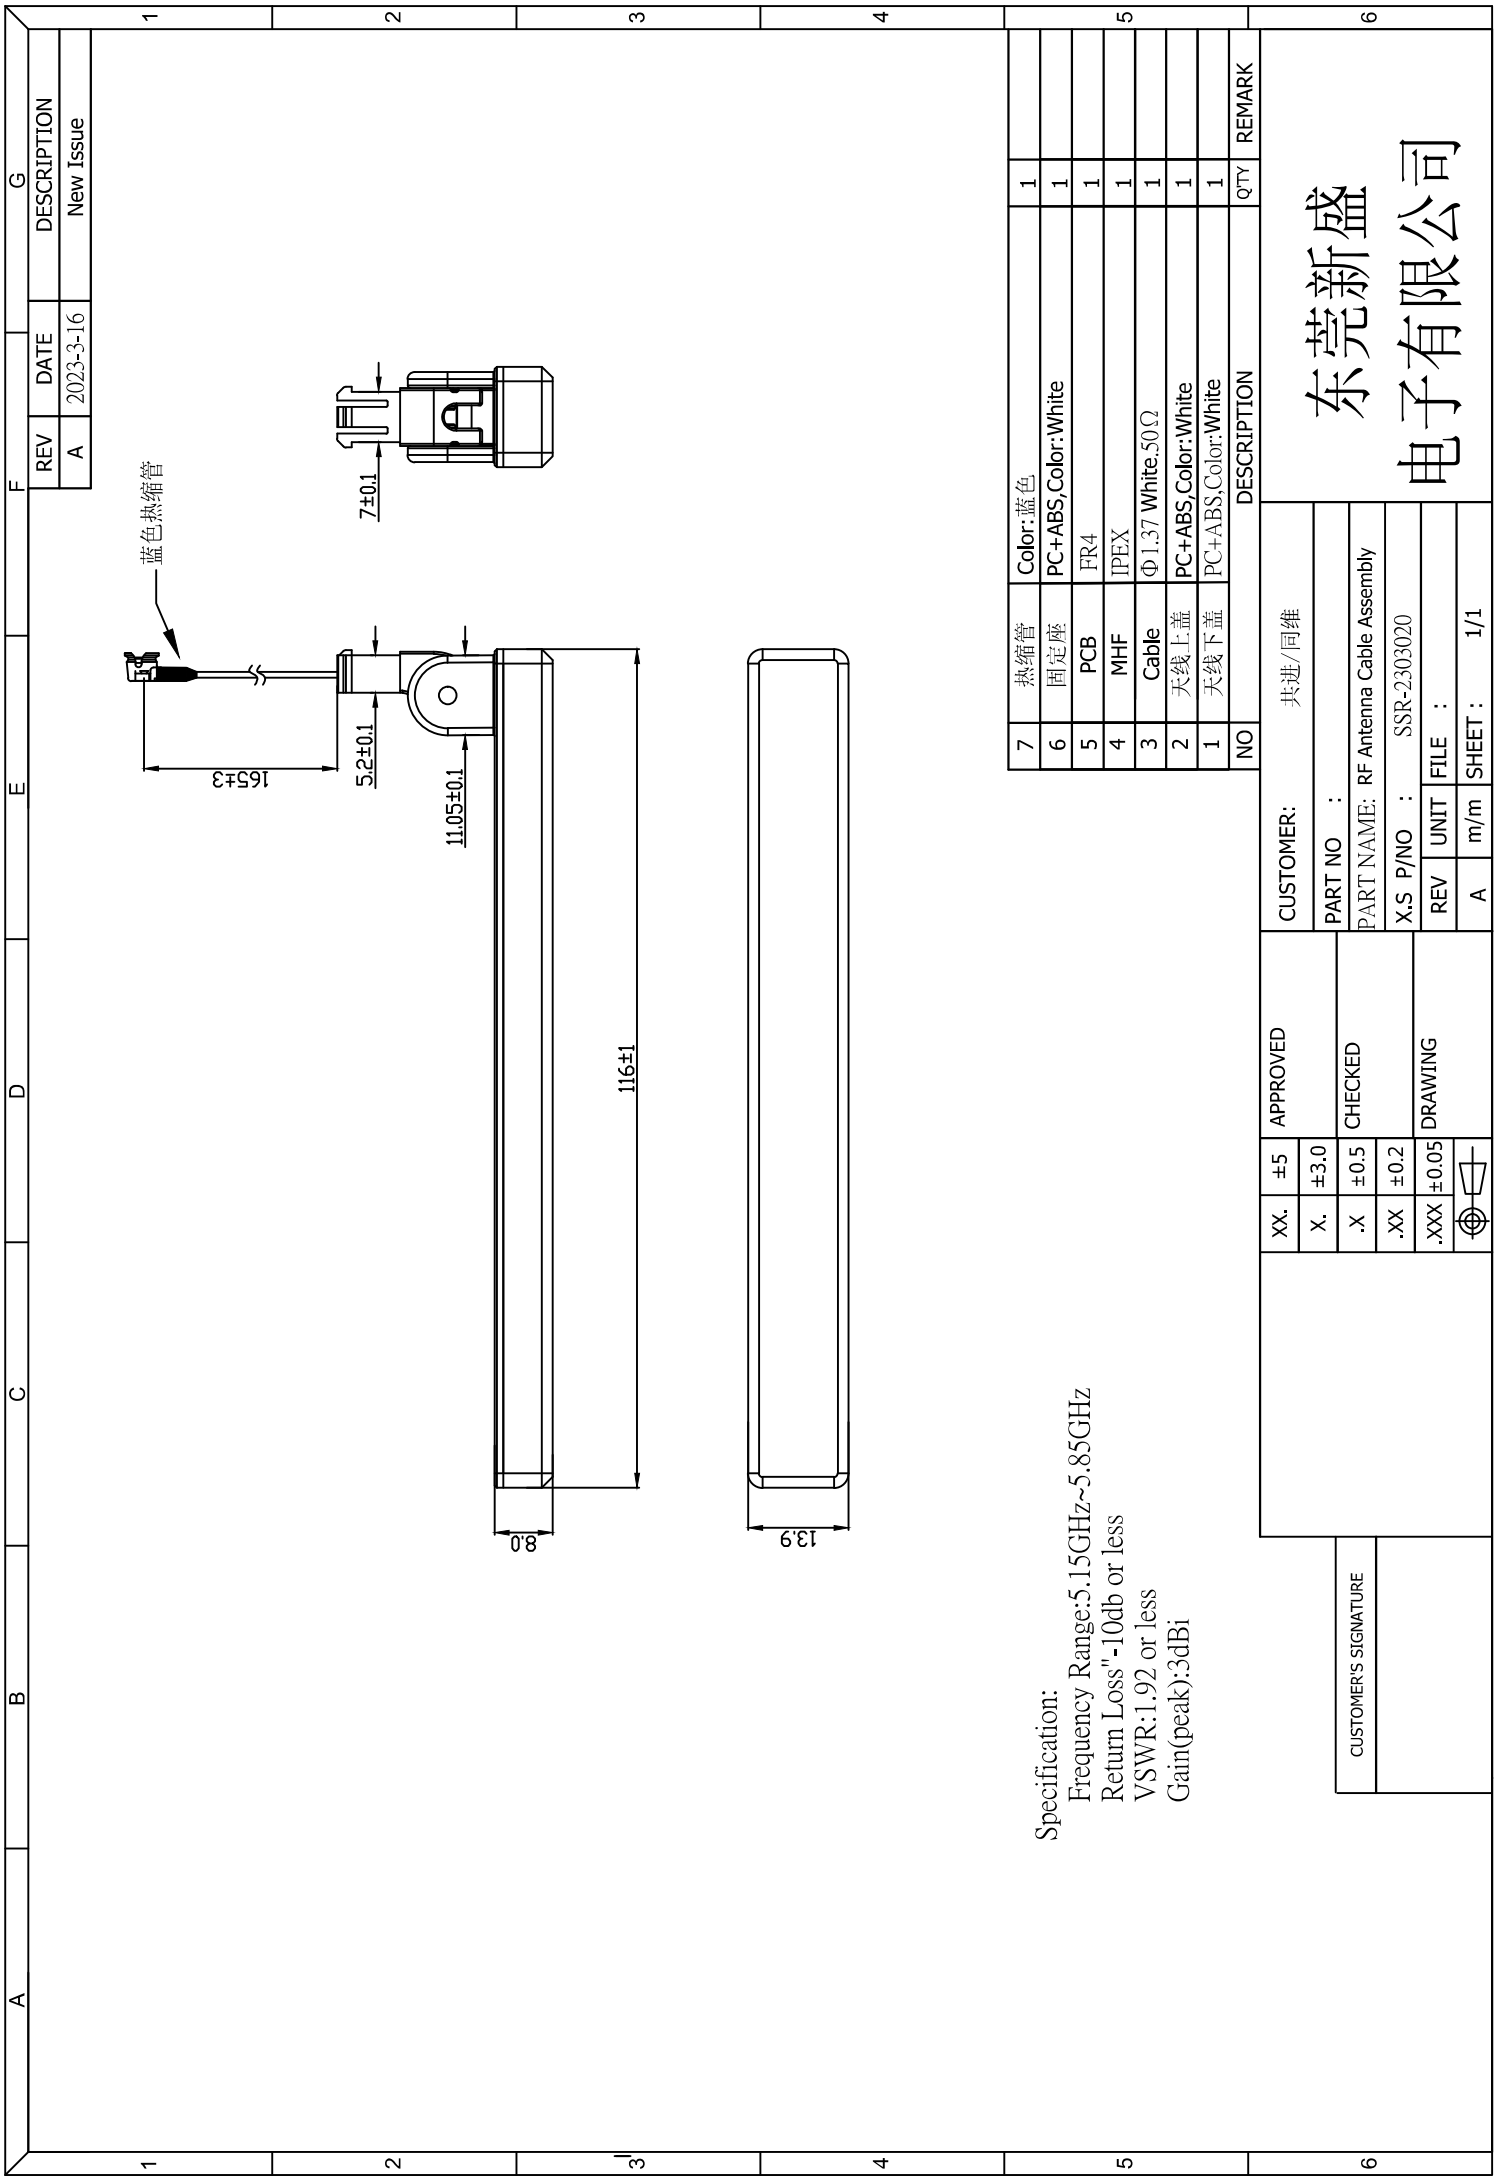 A B C D E F G
1
2
3
4
5
6
1
2
3
4
5
6
REV DATE DESCRIPTION
A 2023-3-16 New Issue
蓝色热缩管
165±3
5.2±0.1
11.05±0.1
7±0.1
8.0
116±1
13.9
Specification:
Frequency Range:5.15GHz~5.85GHz
Return Loss"-10db or less
VSWR:1.92 or less
Gain(peak):3dBi
7 热缩管 Color:蓝色 1
6 固定座 PC+ABS,Color:White 1
5 PCB FR4 1
4 MHF IPEX 1
3 Cable Φ1.37 White.50Ω 1
2 天线上盖 PC+ABS,Color:White 1
1 天线下盖 PC+ABS,Color:White 1
NO DESCRIPTION Q'TY REMARK
CUSTOMER'S SIGNATURE
XX. ±5
X. ±3.0
.X ±0.5
.XX ±0.2
.XXX ±0.05
APPROVED
CHECKED
DRAWING
CUSTOMER: 共进/同维
PART NO :
PART NAME: RF Antenna Cable Assembly
X.S P/NO : SSR-2303020
REV UNIT FILE :
A m/m SHEET : 1/1
东莞新盛
电子有限公司